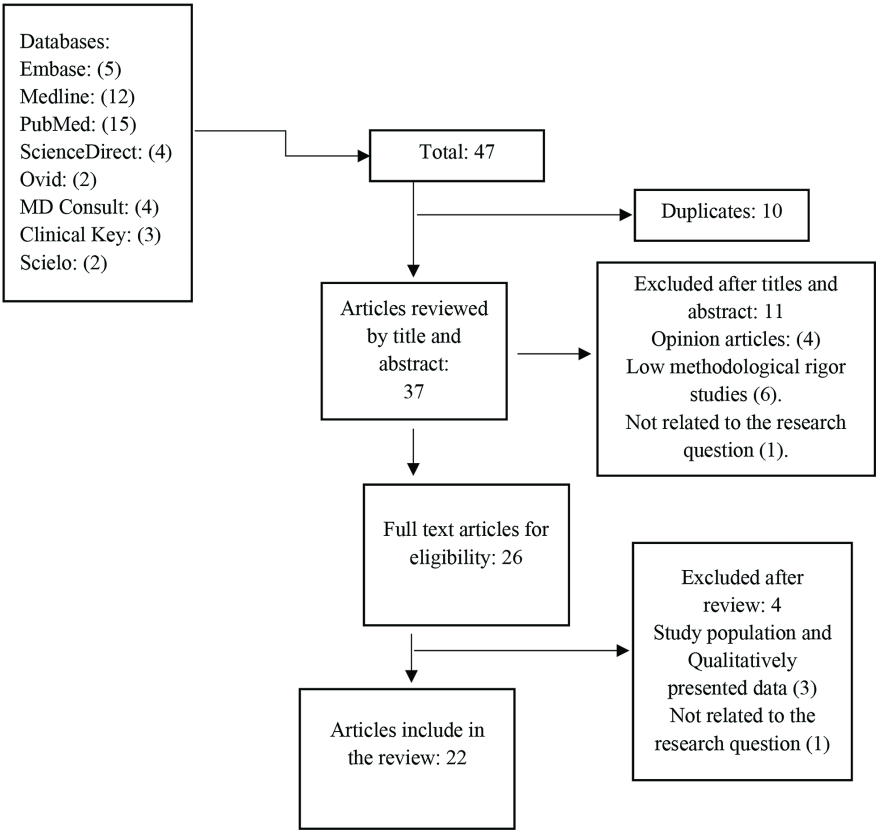 Databases:
Embase: (5)
Medline: (12)
PubMed: (15)
ScienceDirect: (4)
Ovid: (2)
MD Consult: (4)
Clinical Key: (3)
Scielo: (2)
Total: 47
Duplicates: 10
Articles reviewed
by title and
abstract:
37
Excluded after titles and
abstract: 11
Opinion articles: (4)
Low methodological rigor
studies (6).
Not related to the research
question (1).
Full text articles for
eligibility: 26
Excluded after
review: 4
Study population and
Qualitatively
presented data (3)
Not related to the
research question (1)
Articles include in
the review: 22